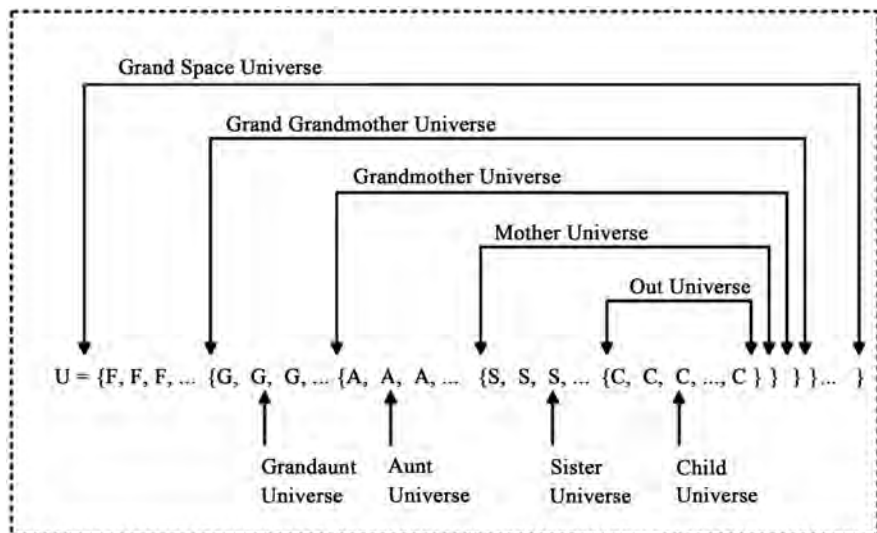 Grand Space Universe
Grand Grandmother Universe
Grandmother Universe
Mother Universe
Out Universe
U = {F, F, F, ... {G, G, G, ... {A, A, A, ... {S, S, S, ... {C, C, C, ..., C } } } } ... }
Grandaunt Universe
Aunt Universe
Sister Universe
Child Universe